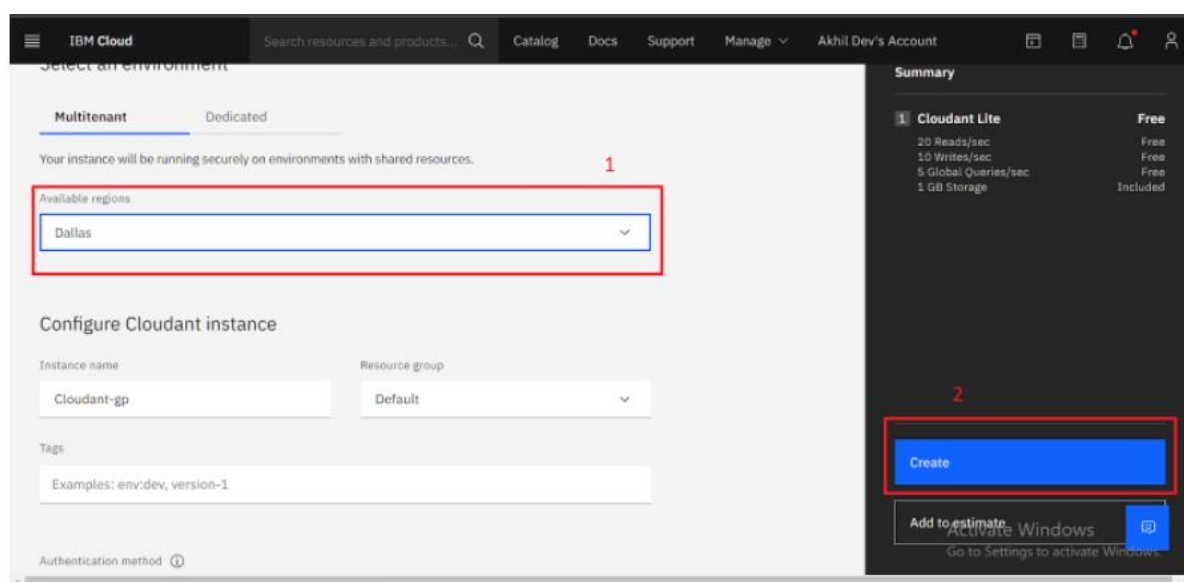 IBM Cloud
Search resources and products...
Catalog
Docs
Support
Manage
Akhil Dev's Account
Select an environment
Multitenant
Dedicated
Your instance will be running securely on environments with shared resources.
1
Available regions
Dallas
Configure Cloudant instance
Instance name
Resource group
Cloudant-gp
Default
Tags
Examples: env:dev, version-1
Authentication method
Summary
1 Cloudant Lite Free
20 Reads/sec Free
10 Writes/sec Free
5 Global Queries/sec Free
1 GB Storage Included
2
Create
Add to estimate
Activate Windows
Go to Settings to activate Windows.